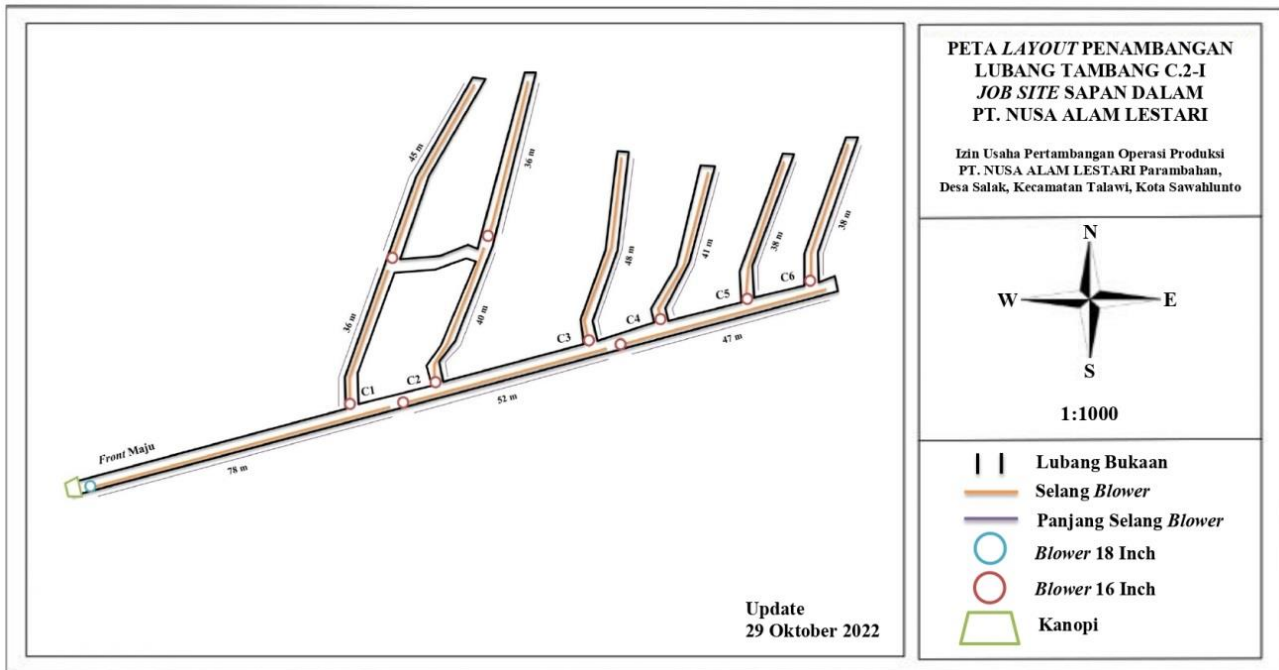 PETA LAYOUT PENAMBANGAN
LUBANG TAMBANG C.2-I
JOB SITE SAPAN DALAM
PT. NUSA ALAM LESTARI
Izin Usaha Pertambangan Operasi Produksi
PT. NUSA ALAM LESTARI Parambahan,
Desa Salak, Kecamatan Talawi, Kota Sawahlunto
N
W
E
S
1:1000
Lubang Bukaan
Selang Blower
Panjang Selang Blower
Blower 18 Inch
Blower 16 Inch
Kanopi
45 m
36 m
48 m
41 m
38 m
38 m
36 m
40 m
C1
C2
C3
C4
C5
C6
Front Maju
78 m
52 m
47 m
Update
29 Oktober 2022